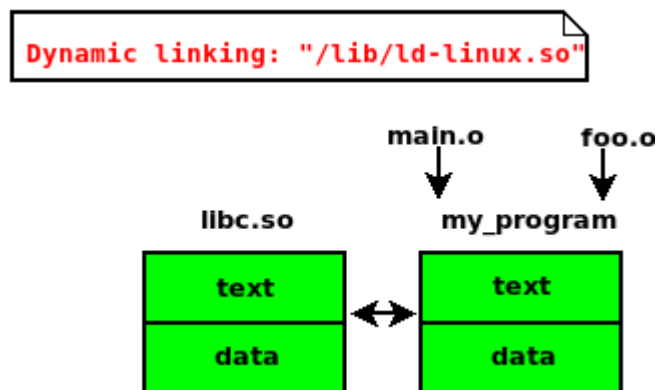 Dynamic linking: "/lib/ld-linux.so"
main.o foo.o
libc.so my_program
text text
data data